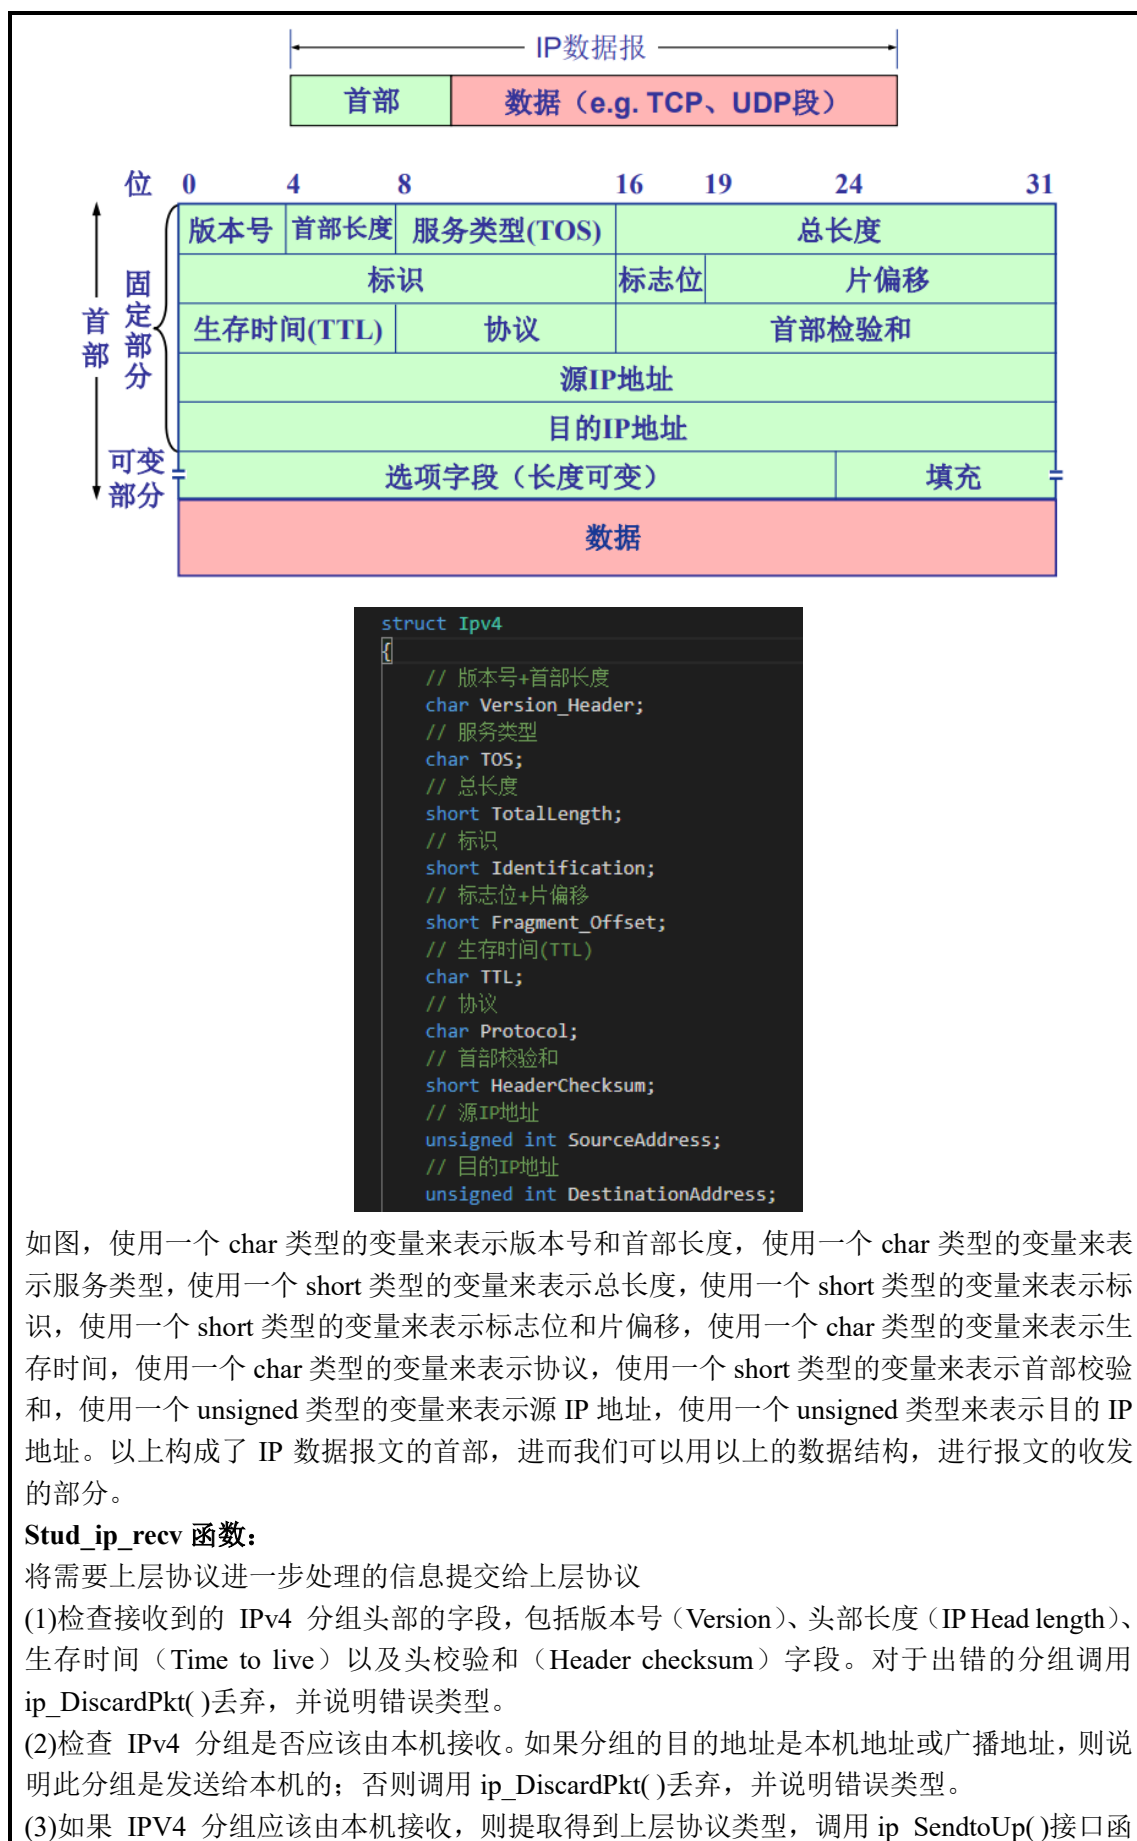 IP数据报
首部 数据（e.g. TCP、UDP段）
位 0 4 8 16 19 24 31
版本号 首部长度 服务类型(TOS) 总长度
标识 标志位 片偏移
生存时间(TTL) 协议 首部检验和
源IP地址
目的IP地址
选项字段（长度可变） 填充
数据
首部
固定部分
可变部分
struct Ipv4
{
// 版本号+首部长度
char Version_Header;
// 服务类型
char TOS;
// 总长度
short TotalLength;
// 标识
short Identification;
// 标志位+片偏移
short Fragment_Offset;
// 生存时间(TTL)
char TTL;
// 协议
char Protocol;
// 首部校验和
short HeaderChecksum;
// 源IP地址
unsigned int SourceAddress;
// 目的IP地址
unsigned int DestinationAddress;
如图，使用一个 char 类型的变量来表示版本号和首部长度，使用一个 char 类型的变量来表
示服务类型，使用一个 short 类型的变量来表示总长度，使用一个 short 类型的变量来表示标
识，使用一个 short 类型的变量来表示标志位和片偏移，使用一个 char 类型的变量来表示生
存时间，使用一个 char 类型的变量来表示协议，使用一个 short 类型的变量来表示首部校验
和，使用一个 unsigned 类型的变量来表示源 IP 地址，使用一个 unsigned 类型来表示目的 IP
地址。以上构成了 IP 数据报文的首部，进而我们可以用以上的数据结构，进行报文的收发
的部分。
Stud_ip_recv 函数：
将需要上层协议进一步处理的信息提交给上层协议
(1)检查接收到的 IPv4 分组头部的字段，包括版本号（Version）、头部长度（IP Head length）、
生存时间（Time to live）以及头校验和（Header checksum）字段。对于出错的分组调用
ip_DiscardPkt( )丢弃，并说明错误类型。
(2)检查 IPv4 分组是否应该由本机接收。如果分组的目的地址是本机地址或广播地址，则说
明此分组是发送给本机的；否则调用 ip_DiscardPkt( )丢弃，并说明错误类型。
(3)如果 IPV4 分组应该由本机接收，则提取得到上层协议类型，调用 ip_SendtoUp( )接口函